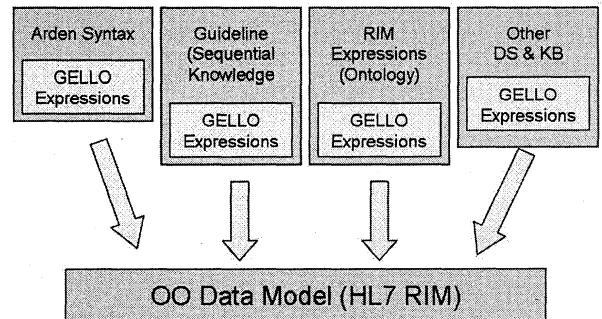 Arden Syntax
GELLO
Expressions
Guideline
(Sequential
Knowledge
GELLO
Expressions
RIM
Expressions
(Ontology)
GELLO
Expressions
Other
DS & KB
GELLO
Expressions
OO Data Model (HL7 RIM)